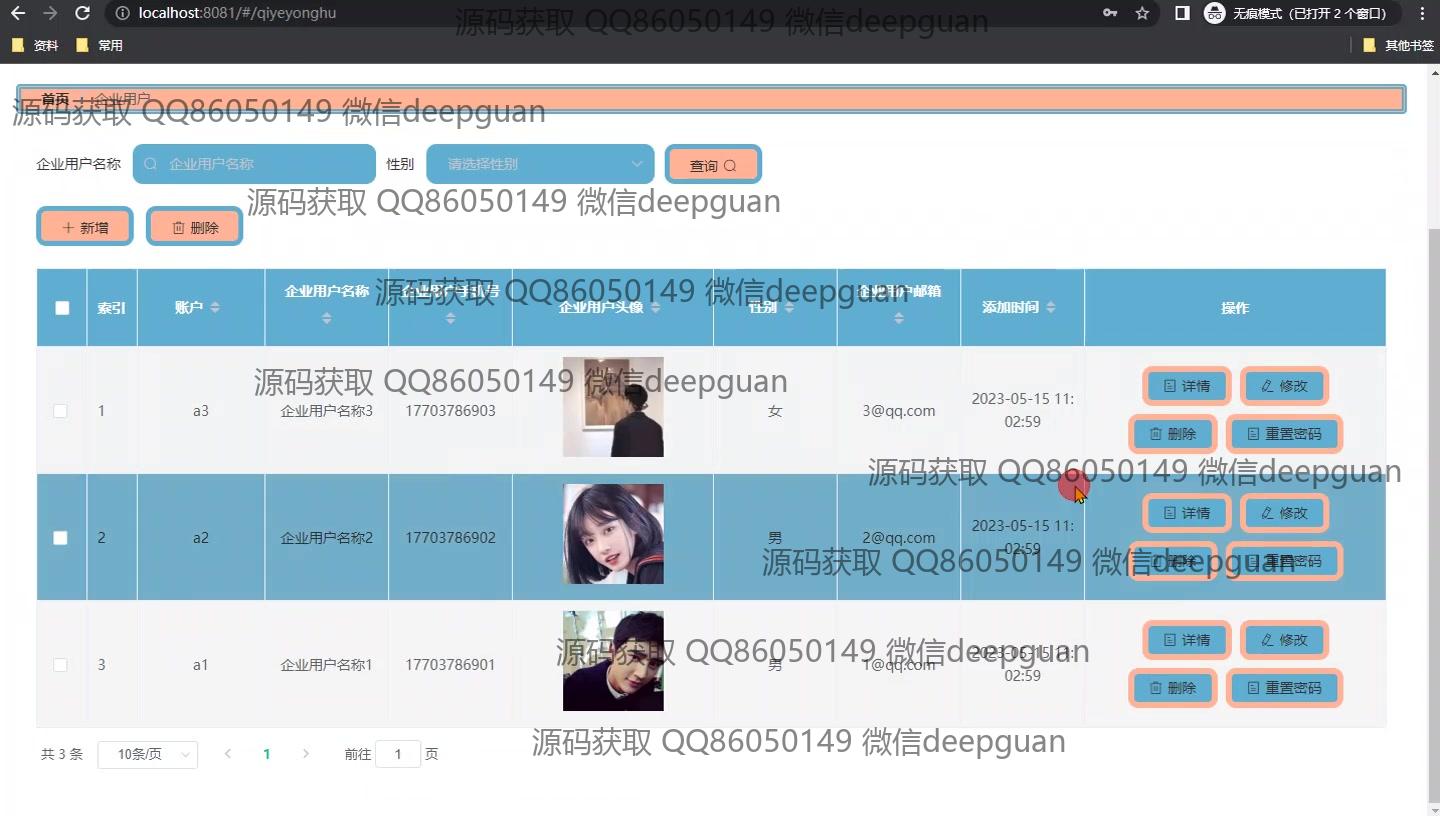 localhost:8081/#/qiyeyonghu
无痕模式（已打开 2 个窗口）
资料 常用 其他书签
源码获取 QQ86050149 微信deepguan
首页 企业用户
源码获取 QQ86050149 微信deepguan
企业用户名称 企业用户名称 性别 请选择性别 查询
源码获取 QQ86050149 微信deepguan
新增 删除
源码获取 QQ86050149 微信deepguan
索引 账户 企业用户名称 企业用户手机号 企业用户头像 性别 企业用户邮箱 添加时间 操作
源码获取 QQ86050149 微信deepguan
1 a3 企业用户名称3 17703786903 女 3@qq.com 2023-05-15 11:02:59 详情 修改
删除 重置密码
源码获取 QQ86050149 微信deepguan
2 a2 企业用户名称2 17703786902 男 2@qq.com 2023-05-15 11:02:59 详情 修改
删除 重置密码
源码获取 QQ86050149 微信deepguan
3 a1 企业用户名称1 17703786901 男 1@qq.com 2023-05-15 11:02:59 详情 修改
删除 重置密码
源码获取 QQ86050149 微信deepguan
源码获取 QQ86050149 微信deepguan
共 3 条 10条/页 1 前往 1 页